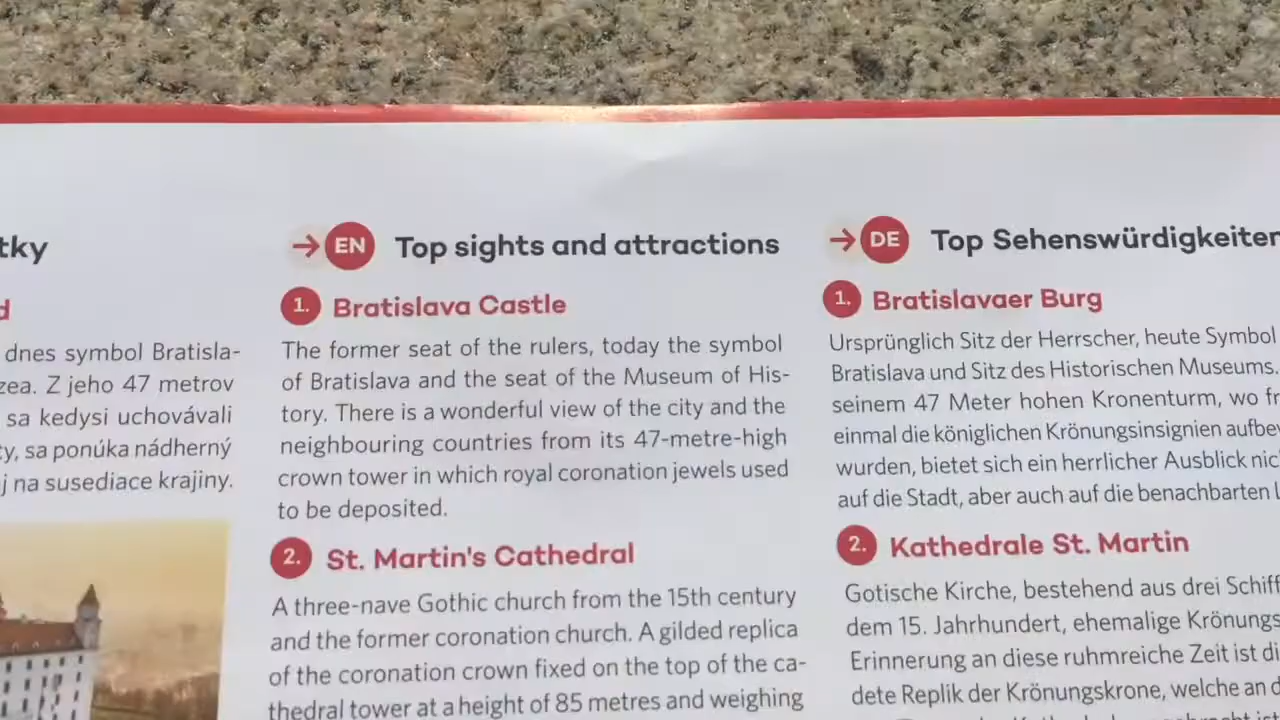 tky
d
dnes symbol Bratisla-
zea. Z jeho 47 metrov
sa kedysi uchovávali
ty, sa ponúka nádherný
j na susediace krajiny.
EN Top sights and attractions
1. Bratislava Castle
The former seat of the rulers, today the symbol
of Bratislava and the seat of the Museum of His-
tory. There is a wonderful view of the city and the
neighbouring countries from its 47-metre-high
crown tower in which royal coronation jewels used
to be deposited.
2. St. Martin's Cathedral
A three-nave Gothic church from the 15th century
and the former coronation church. A gilded replica
of the coronation crown fixed on the top of the ca-
thedral tower at a height of 85 metres and weighing
DE Top Sehenswürdigkeiten
1. Bratislavaer Burg
Ursprünglich Sitz der Herrscher, heute Symbol
Bratislava und Sitz des Historischen Museums.
seinem 47 Meter hohen Kronenturm, wo fr
einmal die königlichen Krönungsinsignien aufbew
wurden, bietet sich ein herrlicher Ausblick nic
auf die Stadt, aber auch auf die benachbarten L
2. Kathedrale St. Martin
Gotische Kirche, bestehend aus drei Schiff
dem 15. Jahrhundert, ehemalige Krönungs
Erinnerung an diese ruhmreiche Zeit ist di
dete Replik der Krönungskrone, welche an d